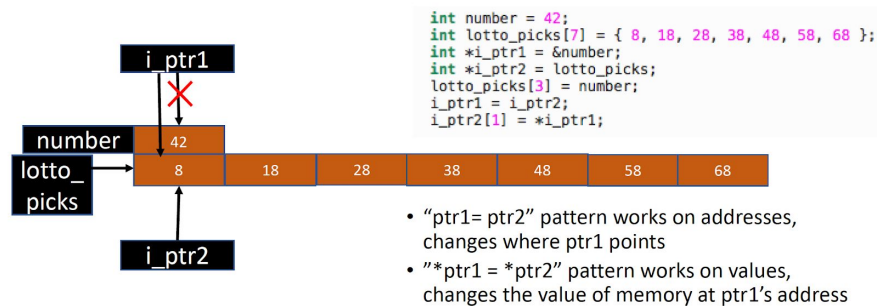 int number = 42;
int lotto_picks[7] = { 8, 18, 28, 38, 48, 58, 68 };
int *i_ptr1 = &number;
int *i_ptr2 = lotto_picks;
lotto_picks[3] = number;
i_ptr1 = i_ptr2;
i_ptr2[1] = *i_ptr1;
i_ptr1
number
42
lotto_
picks
8 18 28 38 48 58 68
i_ptr2
• “ptr1= ptr2” pattern works on addresses,
changes where ptr1 points
• ”*ptr1 = *ptr2” pattern works on values,
changes the value of memory at ptr1’s address